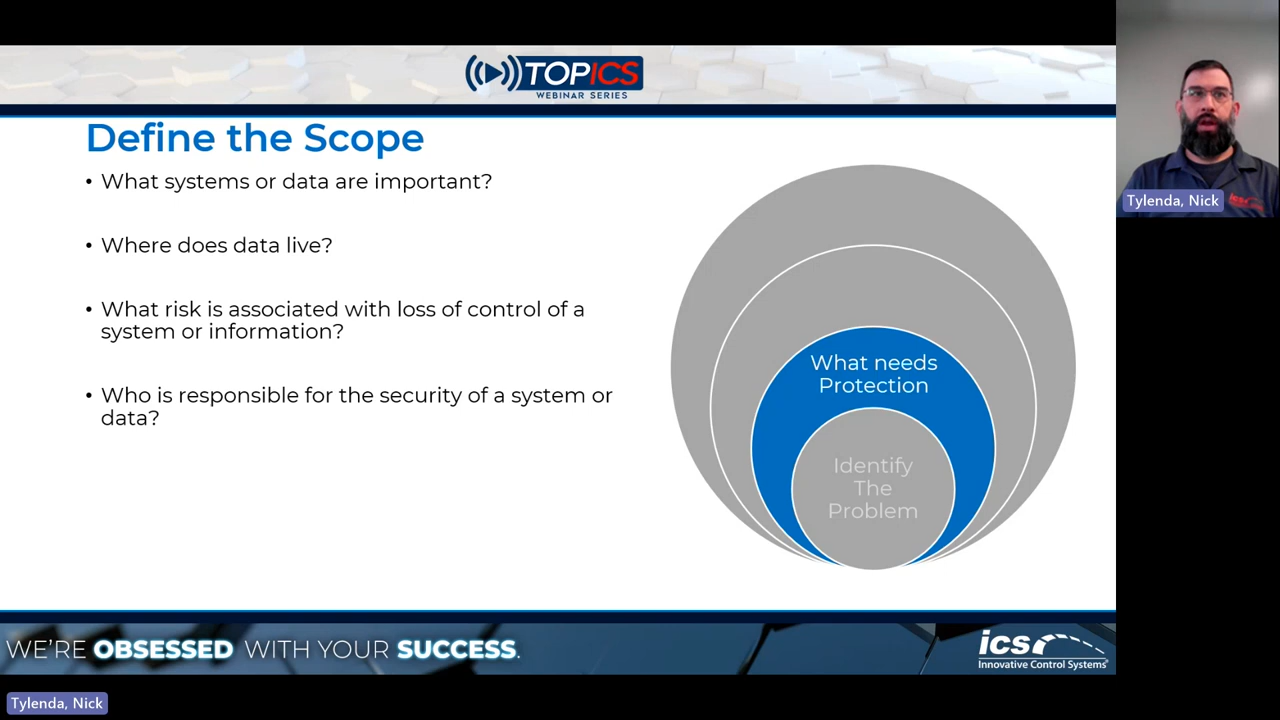 TOPICS
WEBINAR SERIES
Define the Scope
• What systems or data are important?
• Where does data live?
• What risk is associated with loss of control of a
system or information?
• Who is responsible for the security of a system or
data?
What needs
Protection
Identify
The
Problem
Tylenda, Nick
ics
WE'RE OBSESSED WITH YOUR SUCCESS.
ics
Innovative Control Systems®
Tylenda, Nick